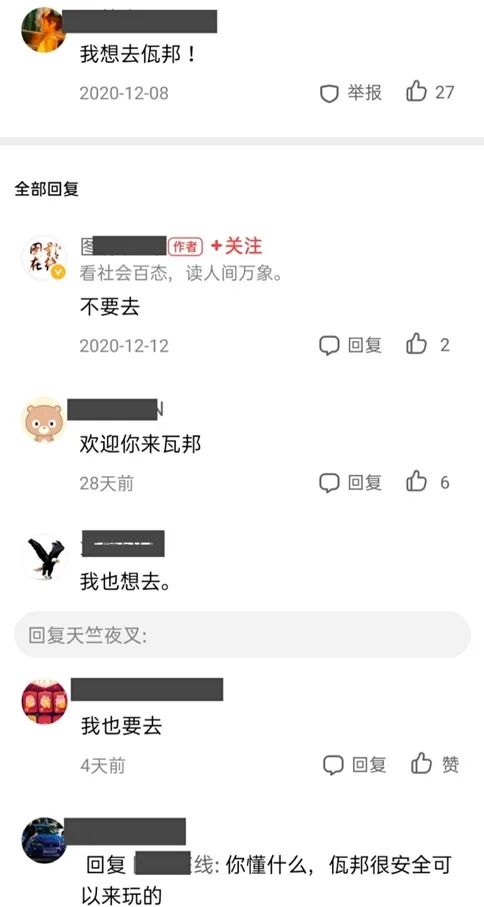 我想去佤邦！
2020-12-08 举报 27
全部回复
作者 +关注
看社会百态，读人间万象。
不要去
2020-12-12 回复 2
欢迎你来瓦邦
28天前 回复 6
我也想去。
回复天竺夜叉:
我也要去
4天前 回复 赞
回复 线: 你懂什么，佤邦很安全可
以来玩的